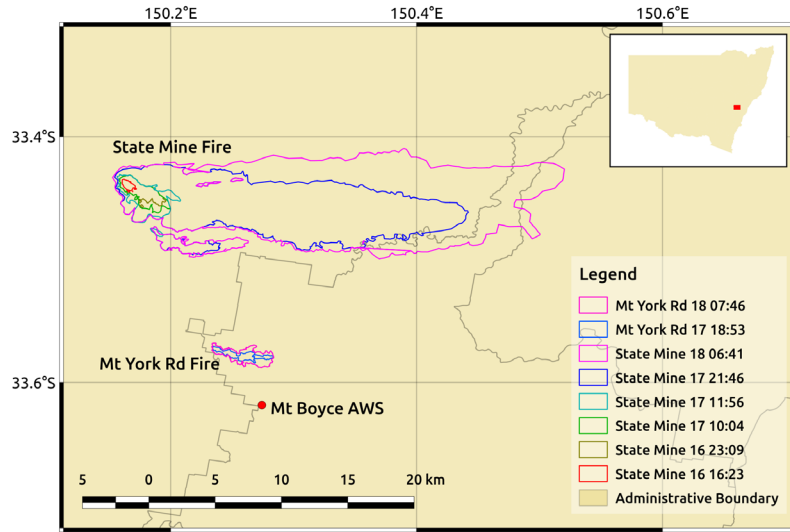 150.2°E 150.4°E 150.6°E
33.4°S
State Mine Fire
Legend
Mt York Rd 18 07:46
Mt York Rd 17 18:53
State Mine 18 06:41
State Mine 17 21:46
State Mine 17 11:56
State Mine 17 10:04
State Mine 16 23:09
State Mine 16 16:23
Administrative Boundary
Mt York Rd Fire
33.6°S
Mt Boyce AWS
5 0 5 10 15 20 km